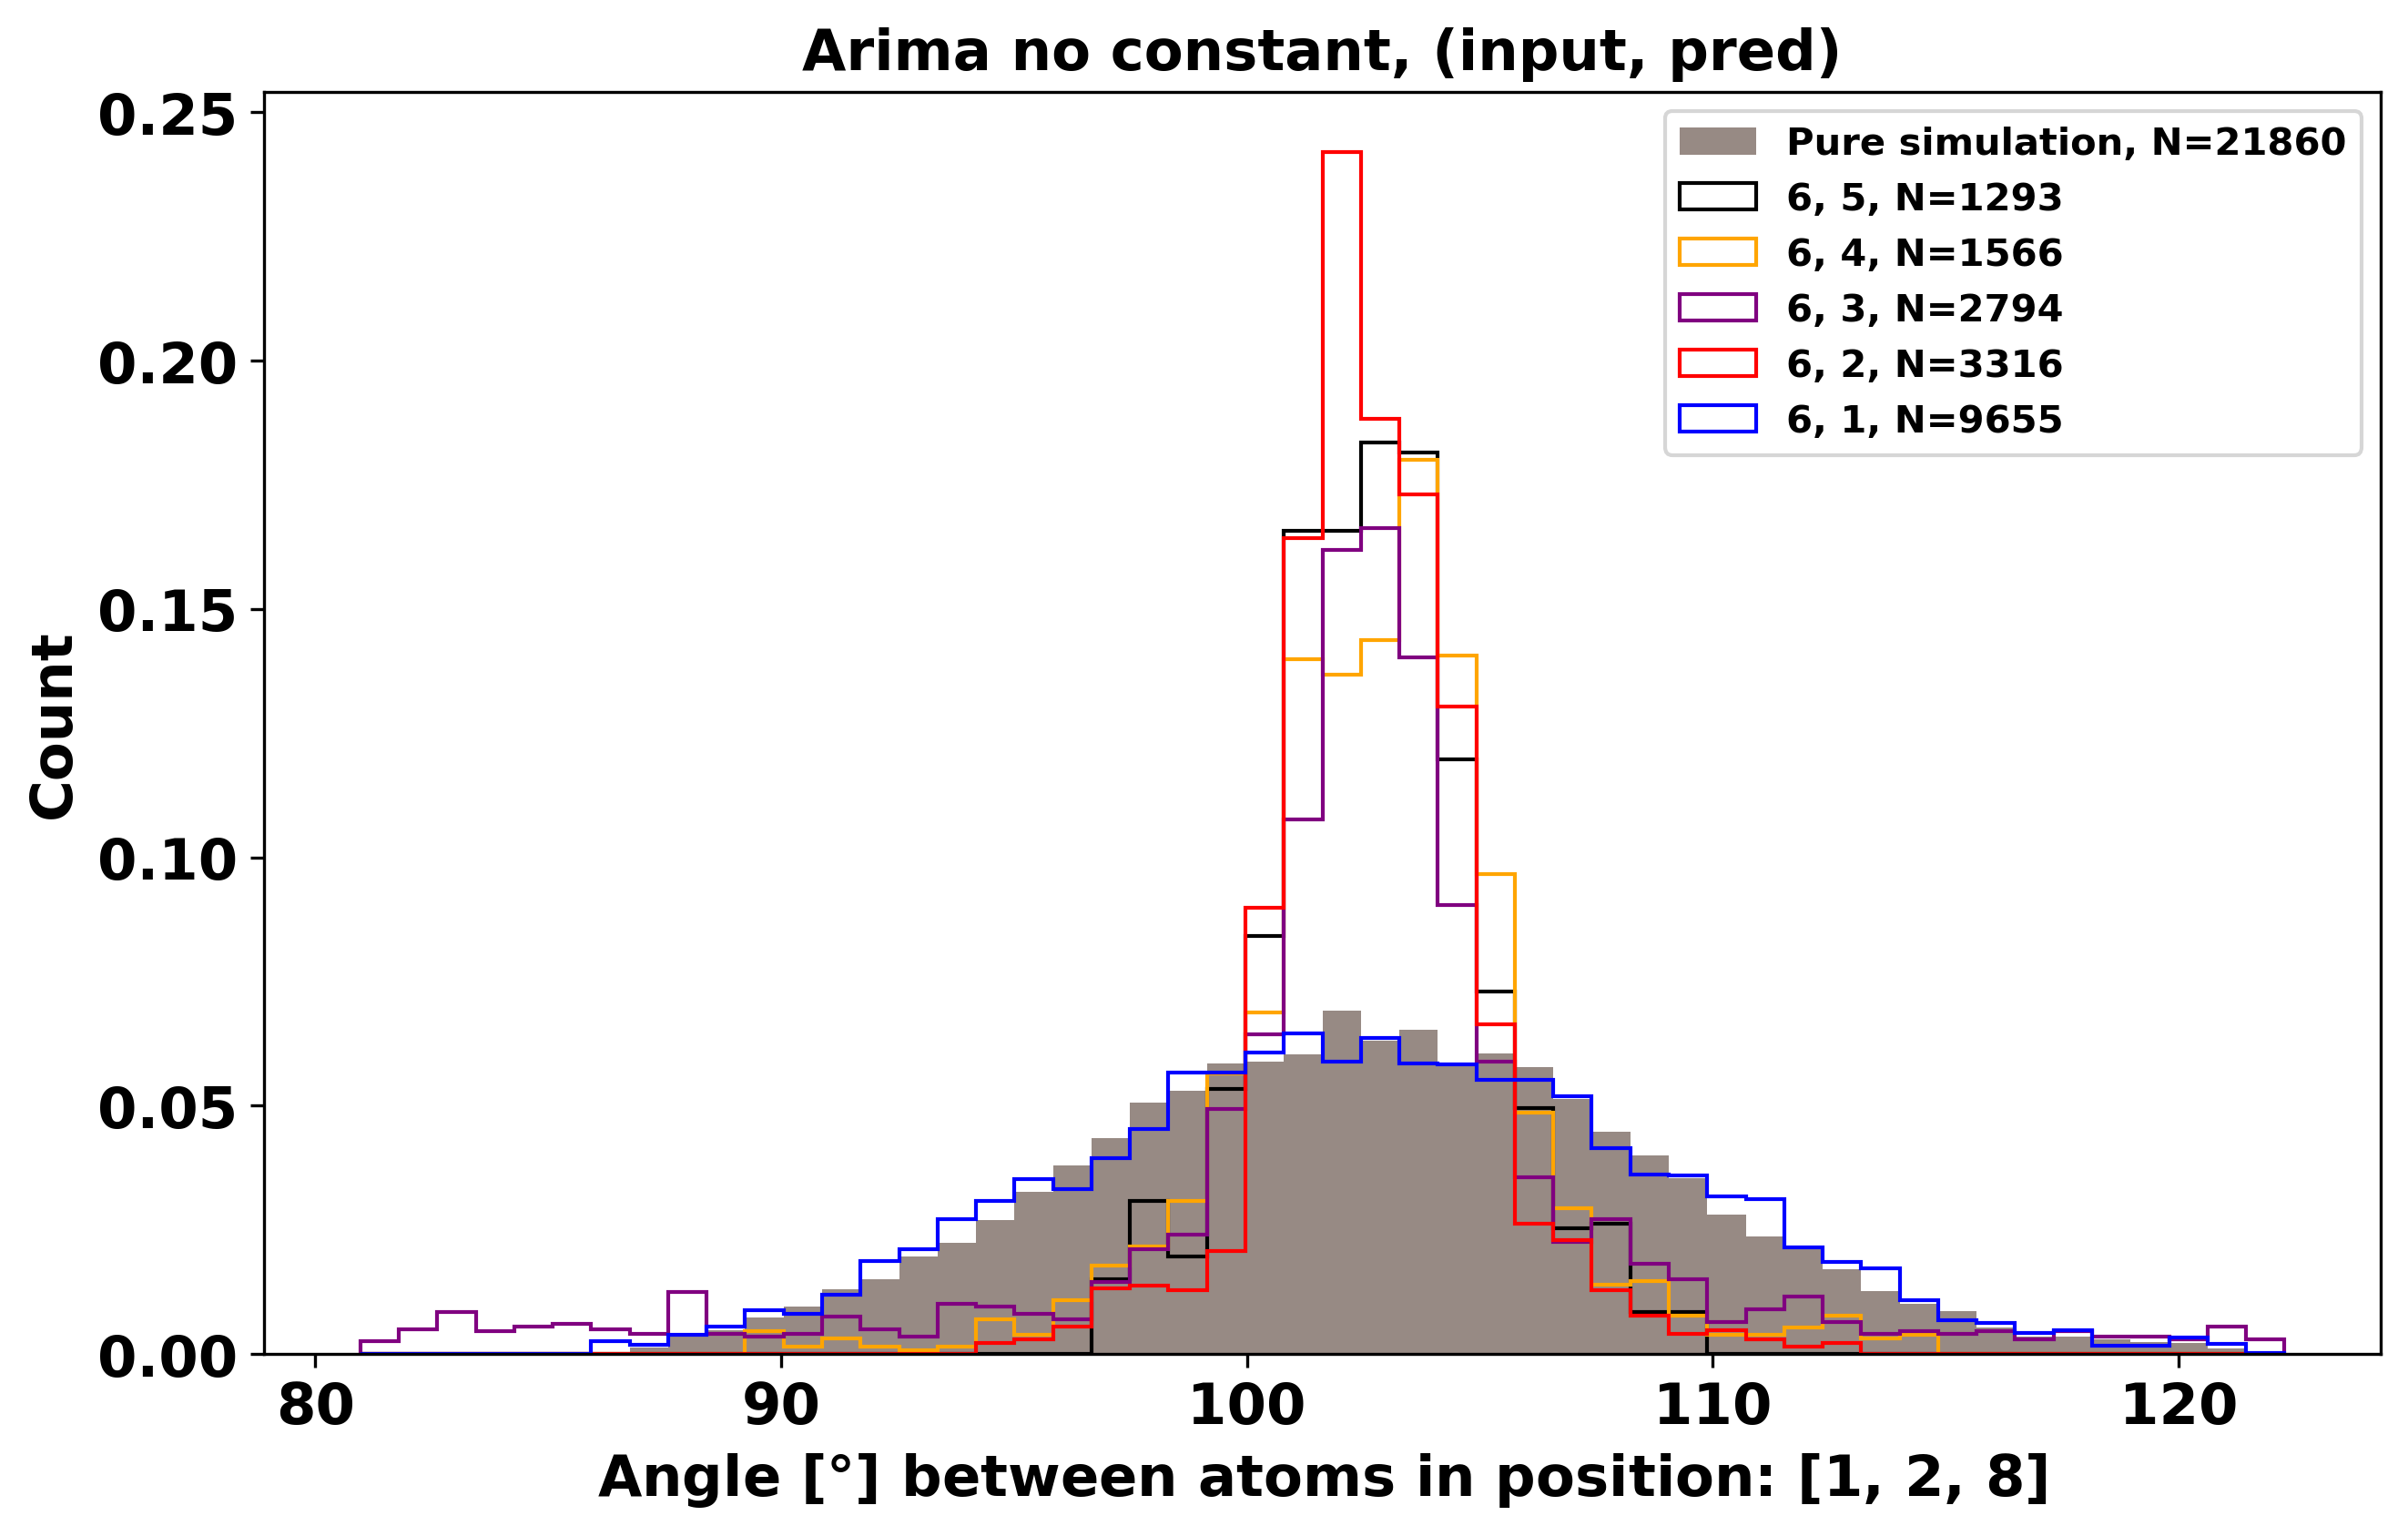 Arima no constant, (input, pred)
0.25
0.20
0.15
0.10
0.05
0.00
Count
Pure simulation, N=21860
6, 5, N=1293
6, 4, N=1566
6, 3, N=2794
6, 2, N=3316
6, 1, N=9655
80 90 100 110 120
Angle [°] between atoms in position: [1, 2, 8]